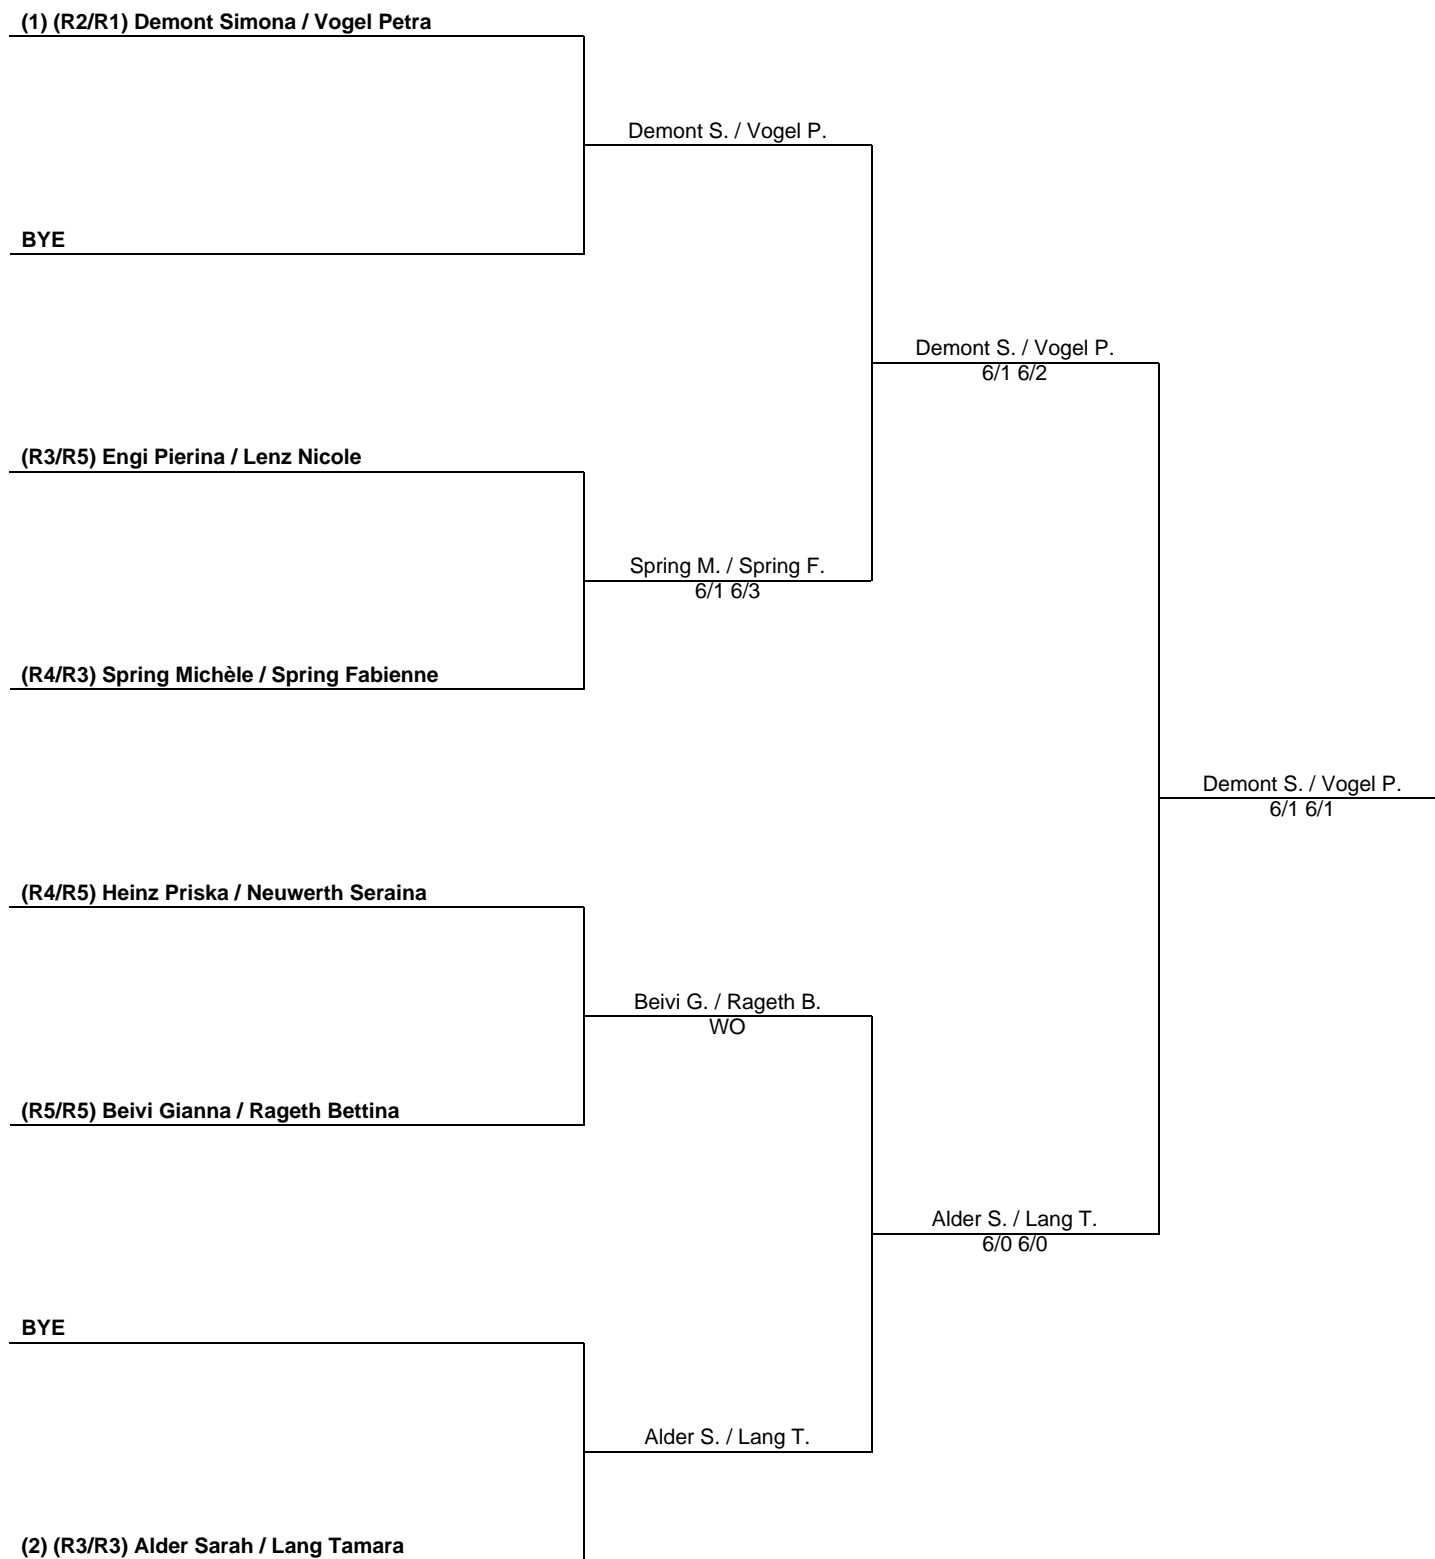 (1) (R2/R1) Demont Simona / Vogel Petra
Demont S. / Vogel P.
BYE
Demont S. / Vogel P.
6/1 6/2
(R3/R5) Engi Pierina / Lenz Nicole
Spring M. / Spring F.
6/1 6/3
(R4/R3) Spring Michèle / Spring Fabienne
Demont S. / Vogel P.
6/1 6/1
(R4/R5) Heinz Priska / Neuwerth Seraina
Beivi G. / Rageth B.
WO
(R5/R5) Beivi Gianna / Rageth Bettina
Alder S. / Lang T.
6/0 6/0
BYE
Alder S. / Lang T.
(2) (R3/R3) Alder Sarah / Lang Tamara